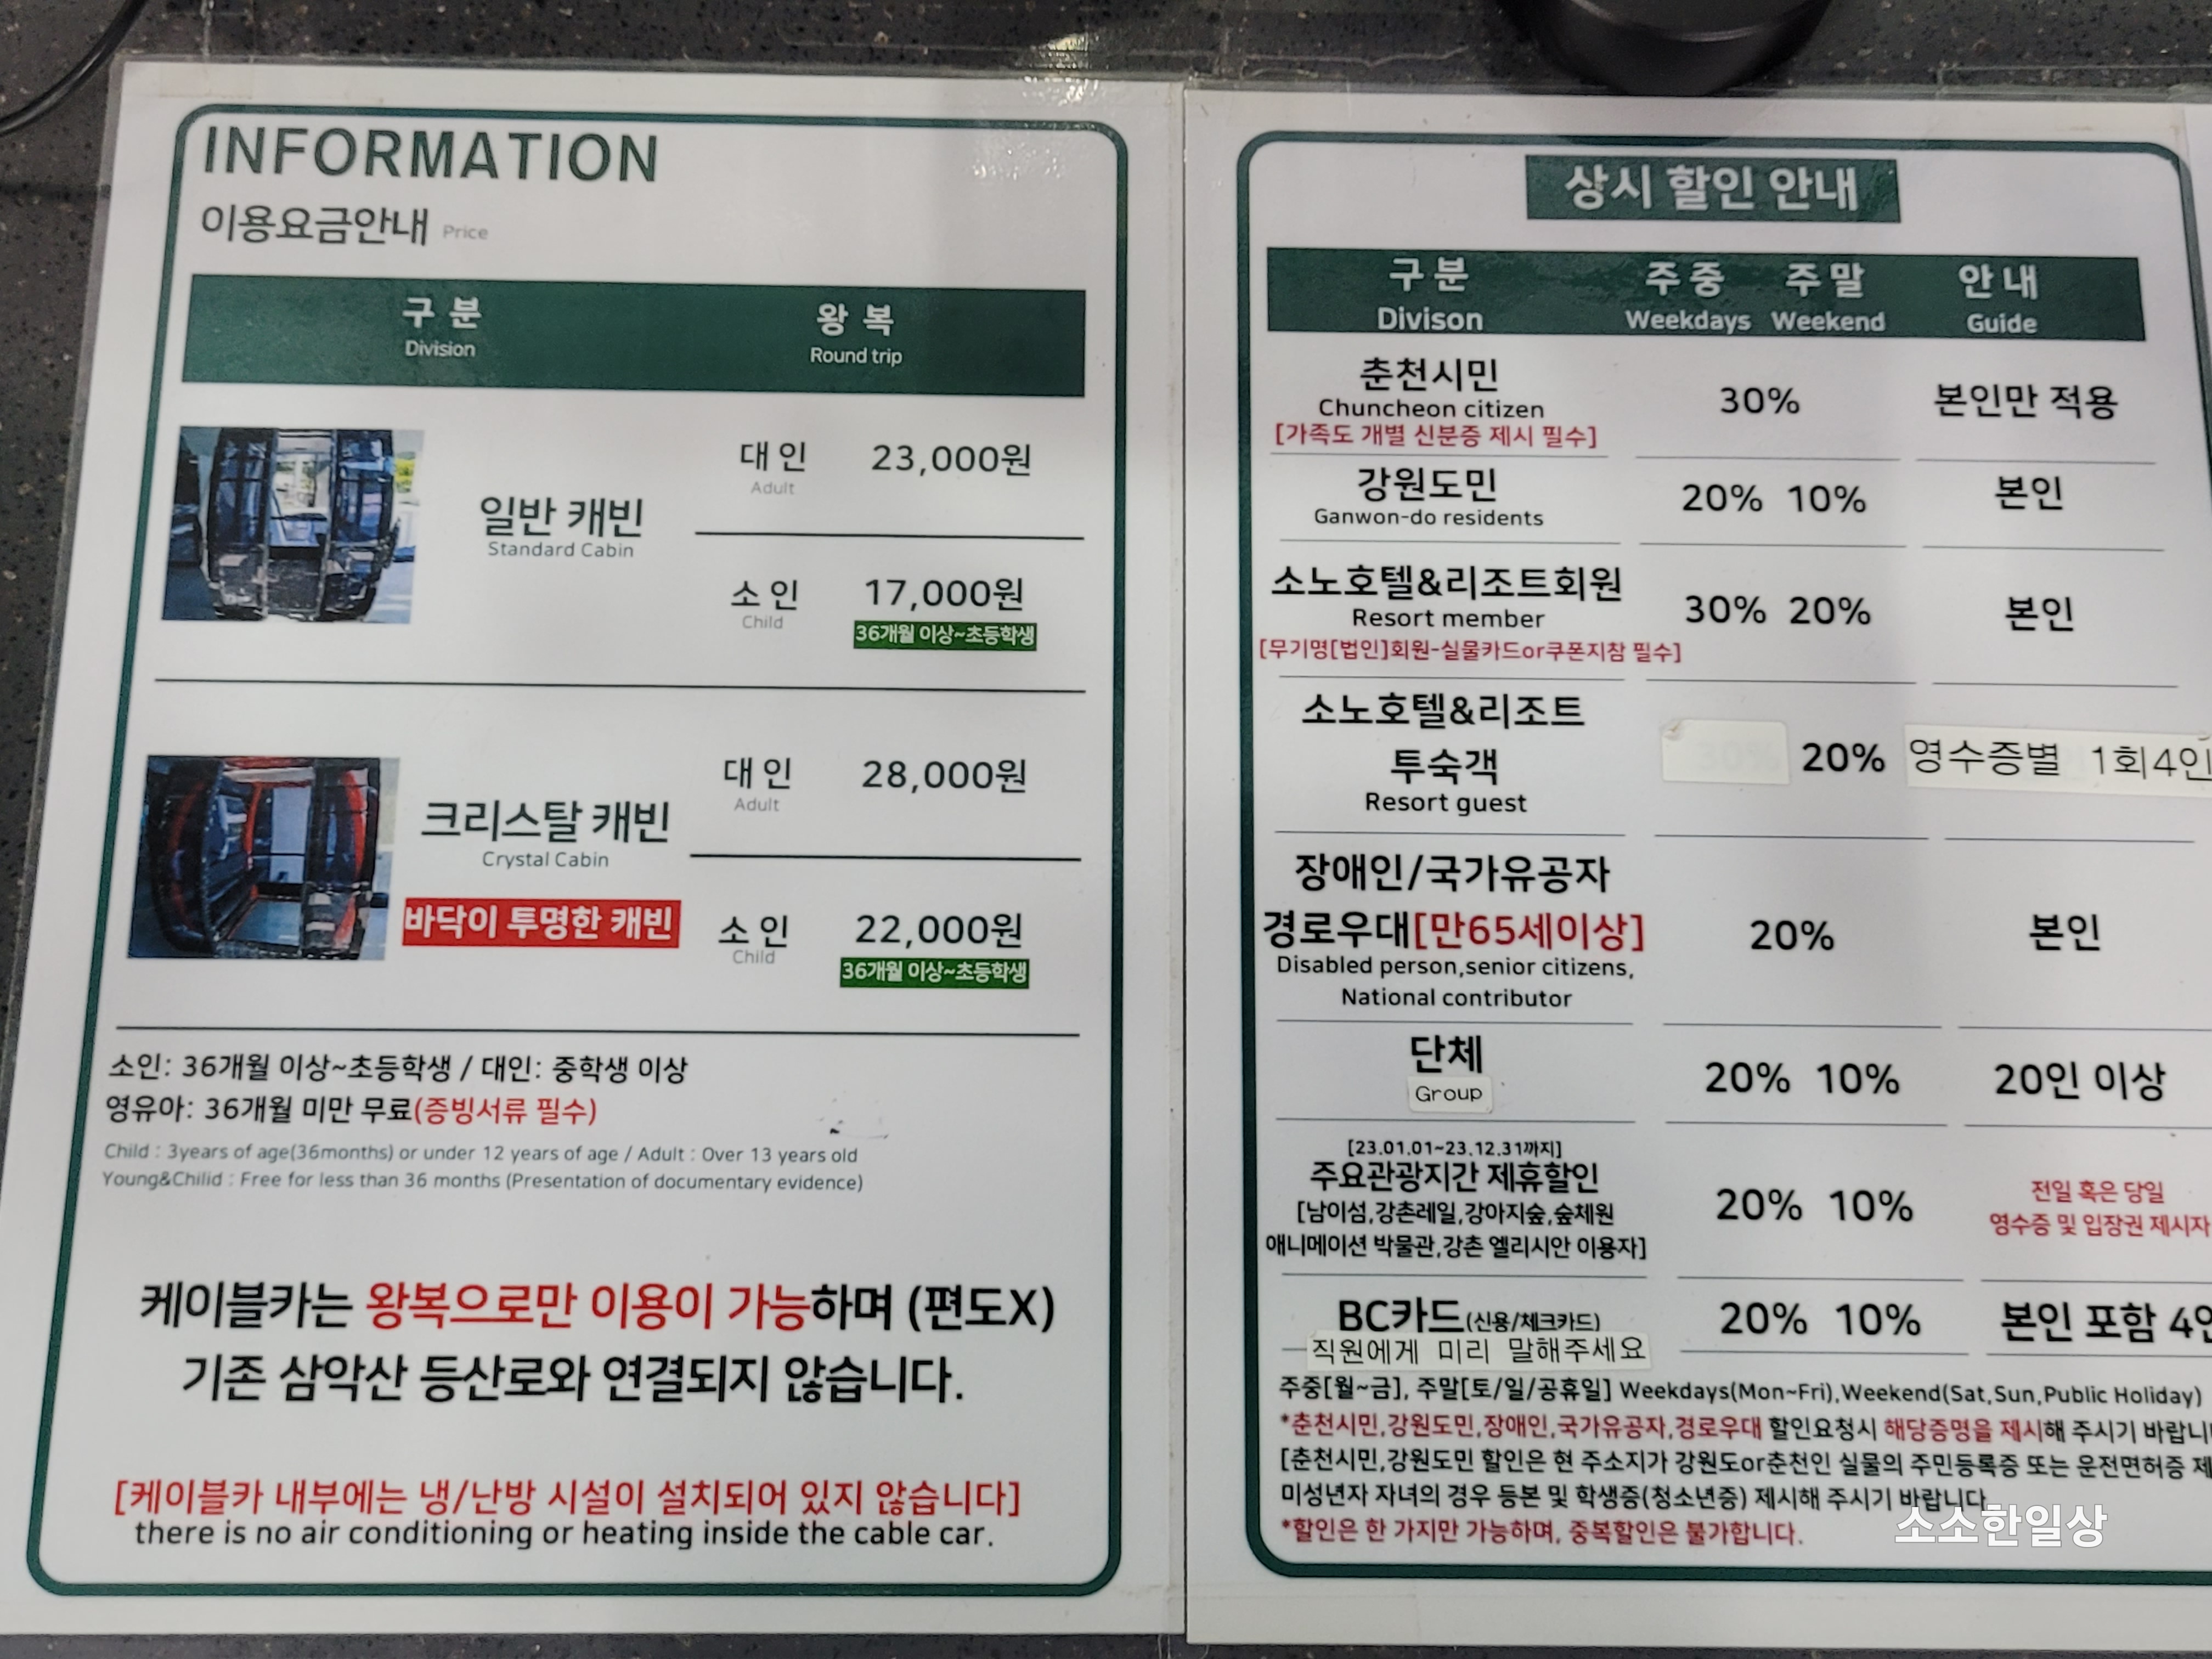 INFORMATION
이용요금안내 Price
구 분 왕 복
Division Round trip
대 인 23,000원
Adult
일반 캐빈
Standard Cabin
소 인 17,000원
Child 36개월 이상~초등학생
대 인 28,000원
Adult
크리스탈 캐빈
Crystal Cabin
바닥이 투명한 캐빈
소 인 22,000원
Child 36개월 이상~초등학생
소인: 36개월 이상~초등학생 / 대인: 중학생 이상
영유아: 36개월 미만 무료(증빙서류 필수)
Child : 3years of age(36months) or under 12 years of age / Adult : Over 13 years old
Young&Chilid : Free for less than 36 months (Presentation of documentary evidence)
케이블카는 왕복으로만 이용이 가능하며 (편도X)
기존 삼악산 등산로와 연결되지 않습니다.
[케이블카 내부에는 냉/난방 시설이 설치되어 있지 않습니다]
there is no air conditioning or heating inside the cable car.
상시 할인 안내
구 분 주 중 주 말 안 내
Divison Weekdays Weekend Guide
춘천시민
Chuncheon citizen 30% 본인만 적용
[가족도 개별 신분증 제시 필수]
강원도민 20% 10% 본인
Ganwon-do residents
소노호텔&리조트회원
Resort member 30% 20% 본인
[무기명[법인]회원-실물카드or쿠폰지참 필수]
소노호텔&리조트
투숙객 30% 20% 영수증별 1회4인
Resort guest
장애인/국가유공자
경로우대[만65세이상] 20% 본인
Disabled person,senior citizens,
National contributor
단체 20% 10% 20인 이상
Group
[23.01.01~23.12.31까지]
주요관광지간 제휴할인 20% 10% 전일 혹은 당일
[남이섬,강촌레일,강아지숲,숲체원 영수증 및 입장권 제시자
애니메이션 박물관,강촌 엘리시안 이용자]
BC카드(신용/체크카드) 20% 10% 본인 포함 4인
직원에게 미리 말해주세요
주중[월~금], 주말[토/일/공휴일] Weekdays(Mon~Fri),Weekend(Sat,Sun,Public Holiday)
*춘천시민,강원도민,장애인,국가유공자,경로우대 할인요청시 해당증명을 제시해 주시기
[춘천시민,강원도민 할인은 현 주소지가 강원도or춘천인 실물의 주민등록증 또는 운전면허증
미성년자 자녀의 경우 등본 및 학생증(청소년증) 제시해 주시기 바랍니다
*할인은 한 가지만 가능하며, 중복할인은 불가합니다.
소소한일상